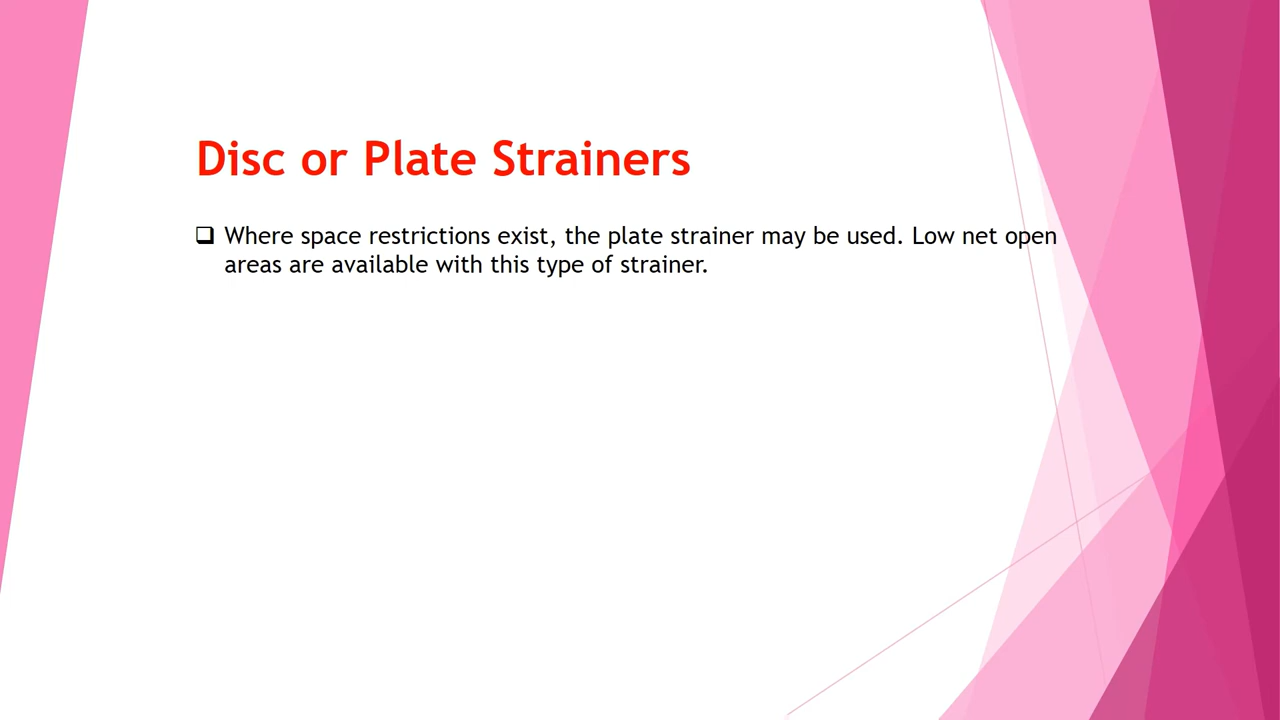 Disc or Plate Strainers
❑ Where space restrictions exist, the plate strainer may be used. Low net open
areas are available with this type of strainer.